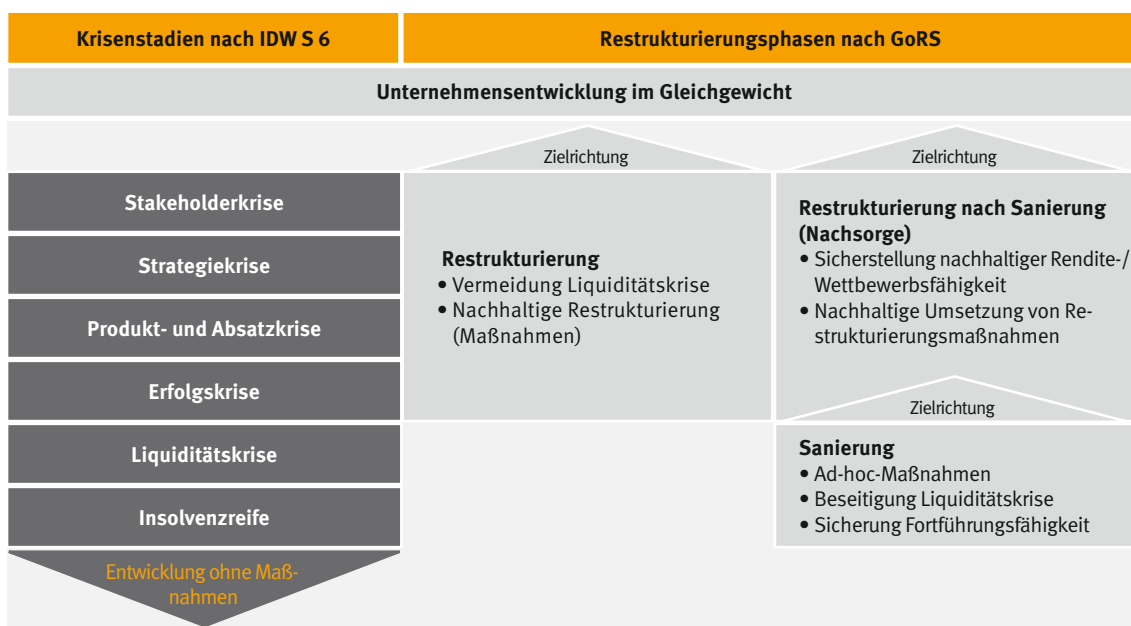 Krisenstadien nach IDW S 6
Restrukturierungsphasen nach GoRS
Unternehmensentwicklung im Gleichgewicht
Zielrichtung
Zielrichtung
Stakeholderkrise
Strategiekrise
Produkt- und Absatzkrise
Erfolgskrise
Liquiditätskrise
Insolvenzreife
Entwicklung ohne Maß-
nahmen
Restrukturierung
• Vermeidung Liquiditätskrise
• Nachhaltige Restrukturierung
(Maßnahmen)
Restrukturierung nach Sanierung
(Nachsorge)
• Sicherstellung nachhaltiger Rendite-/
Wettbewerbsfähigkeit
• Nachhaltige Umsetzung von Re-
strukturierungsmaßnahmen
Zielrichtung
Sanierung
• Ad-hoc-Maßnahmen
• Beseitigung Liquiditätskrise
• Sicherung Fortführungsfähigkeit